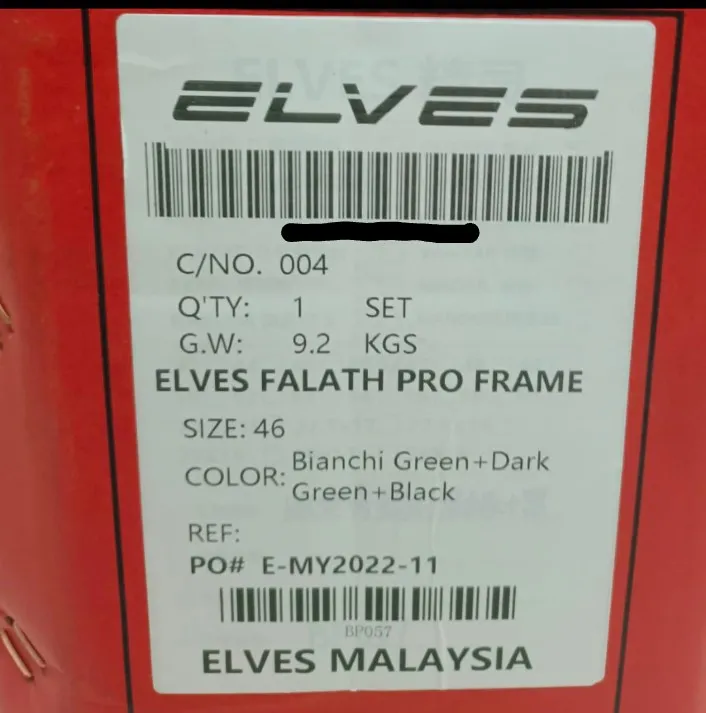 ELVES
C/NO. 004
Q'TY: 1 SET
G.W: 9.2 KGS
ELVES FALATH PRO FRAME
SIZE: 46
COLOR: Bianchi Green+Dark
Green+Black
REF:
PO# E-MY2022-11
BP057
ELVES MALAYSIA